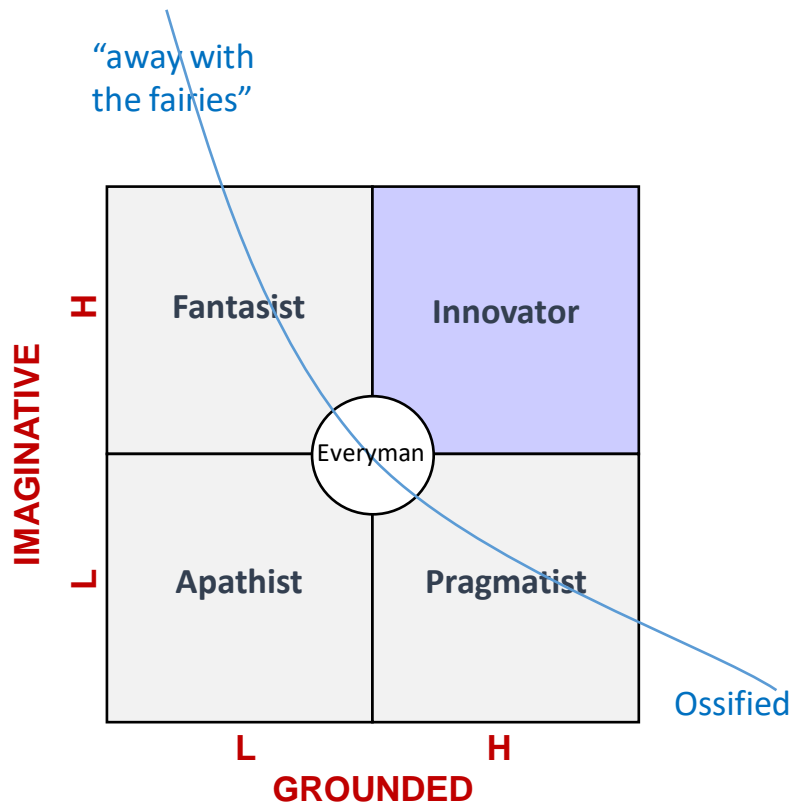 “away with
the fairies”
H
Fantasist
Innovator
IMAGINATIVE
Everyman
L
Apathist
Pragmatist
Ossified
L
H
GROUNDED